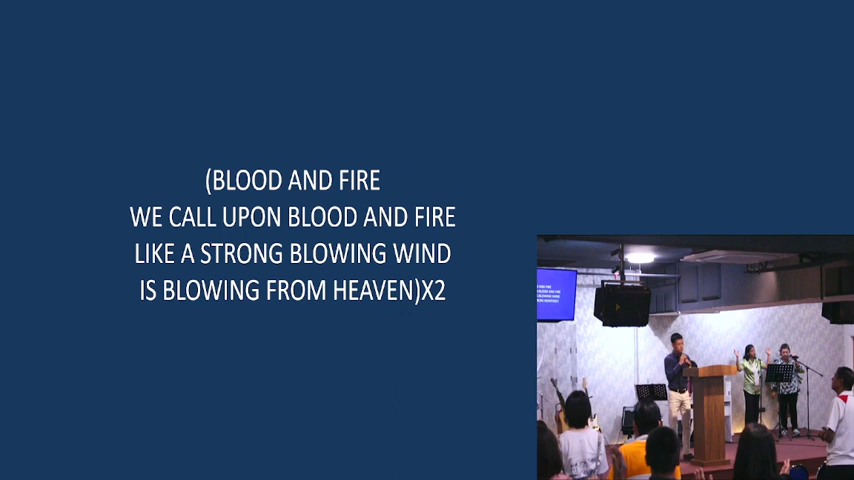 (BLOOD AND FIRE
WE CALL UPON BLOOD AND FIRE
LIKE A STRONG BLOWING WIND
IS BLOWING FROM HEAVEN)X2